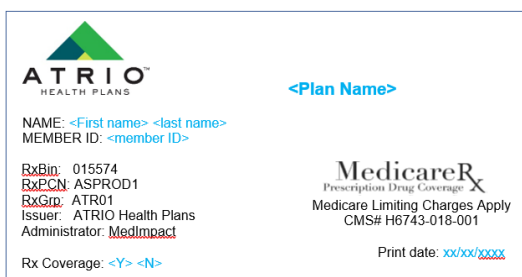 ATRIO™
HEALTH PLANS
<Plan Name>
NAME: <First name> <last name>
MEMBER ID: <member ID>
RxBin: 015574
RxPCN: ASPROD1
RxGrp: ATR01
Issuer: ATRIO Health Plans
Administrator: MedImpact
Rx Coverage: <Y> <N>
MedicareRx
Prescription Drug Coverage
Medicare Limiting Charges Apply
CMS# H6743-018-001
Print date: xx/xx/xxxx